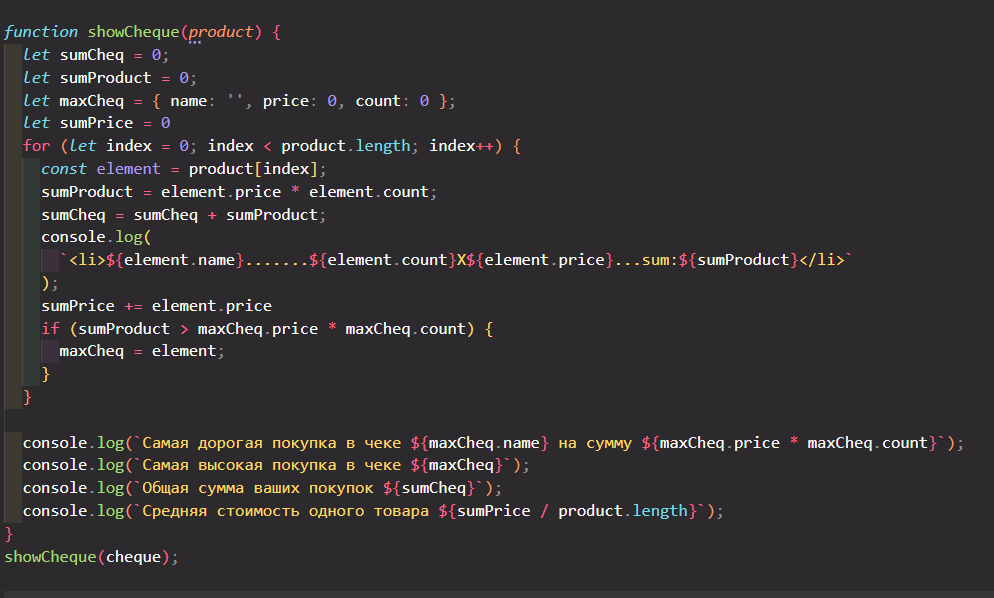 function showCheque(product) {
let sumCheq = 0;
let sumProduct = 0;
let maxCheq = { name: '', price: 0, count: 0 };
let sumPrice = 0
for (let index = 0; index < product.length; index++) {
const element = product[index];
sumProduct = element.price * element.count;
sumCheq = sumCheq + sumProduct;
console.log(
`<li>${element.name}.......${element.count}X${element.price}...sum:${sumProduct}</li>`
);
sumPrice += element.price
if (sumProduct > maxCheq.price * maxCheq.count) {
maxCheq = element;
}
}
console.log(`Самая дорогая покупка в чеке ${maxCheq.name} на сумму ${maxCheq.price * maxCheq.count}`);
console.log(`Самая высокая покупка в чеке ${maxCheq}`);
console.log(`Общая сумма ваших покупок ${sumCheq}`);
console.log(`Средняя стоимость одного товара ${sumPrice / product.length}`);
}
showCheque(cheque);